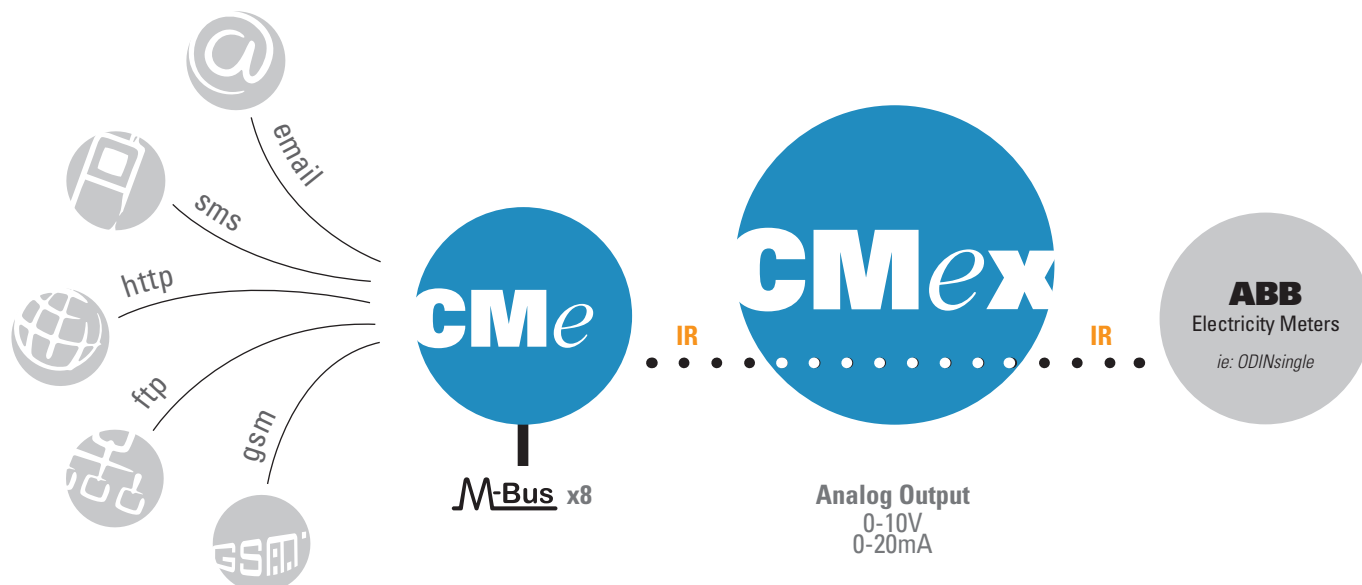 @
email
sms
http
ftp
gsm
GSM
CMe
M-Bus x8
IR
CMex
Analog Output
0-10V
0-20mA
IR
ABB
Electricity Meters
ie: ODINsingle